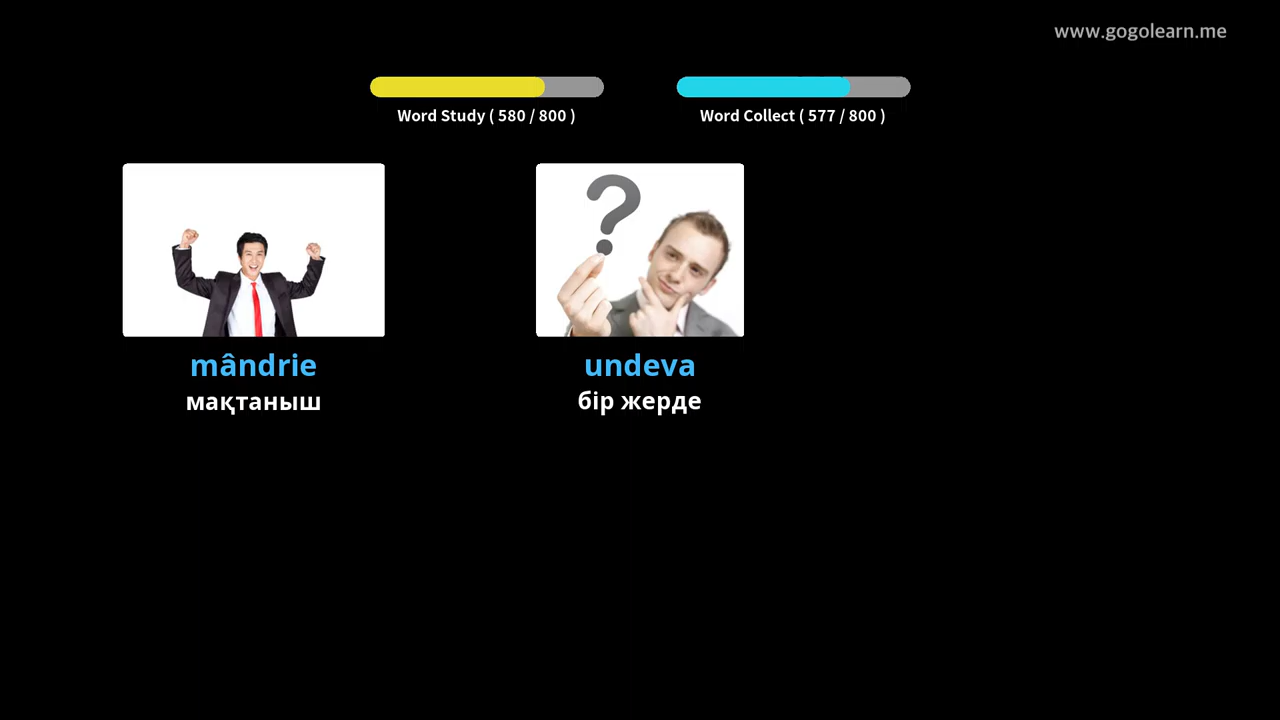 www.gogolearn.me
Word Study ( 580 / 800 )
Word Collect ( 577 / 800 )
mândrie
мақтаныш
undeva
бір жерде